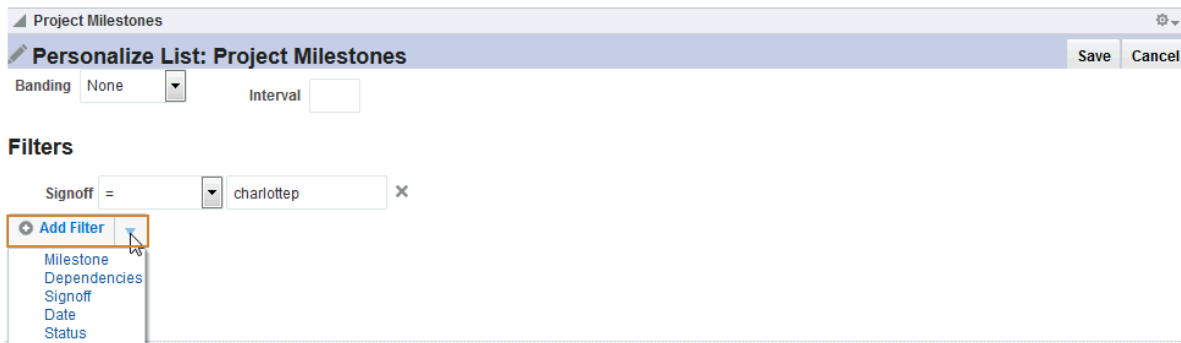 Project Milestones
Personalize List: Project Milestones Save Cancel
Banding None Interval
Filters
Signoff = charlottep
Add Filter
Milestone
Dependencies
Signoff
Date
Status